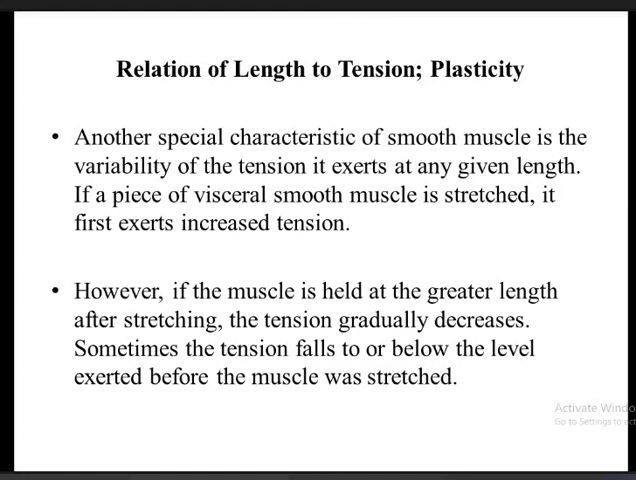 Relation of Length to Tension; Plasticity
• Another special characteristic of smooth muscle is the
variability of the tension it exerts at any given length.
If a piece of visceral smooth muscle is stretched, it
first exerts increased tension.
• However, if the muscle is held at the greater length
after stretching, the tension gradually decreases.
Sometimes the tension falls to or below the level
exerted before the muscle was stretched.
Activate Windo
Go to Settings to act